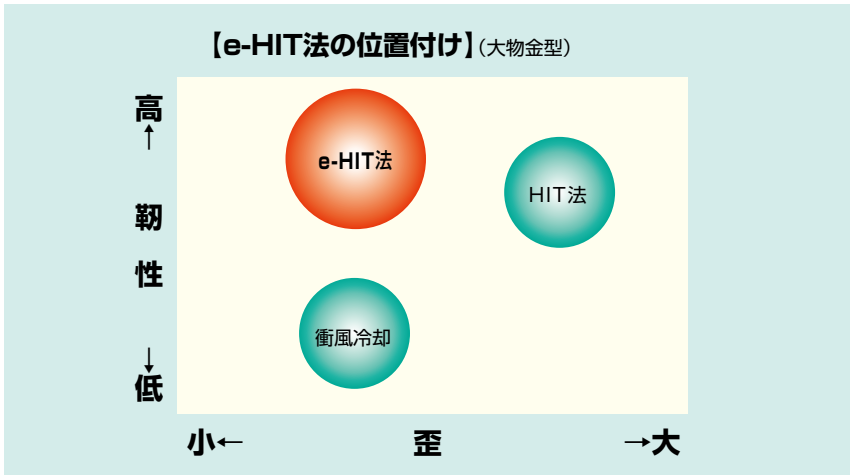 【e-HIT法の位置付け】(大物金型)
高
↑
靭
性
↓
低
e-HIT法
HIT法
衝風冷却
小← 歪 →大